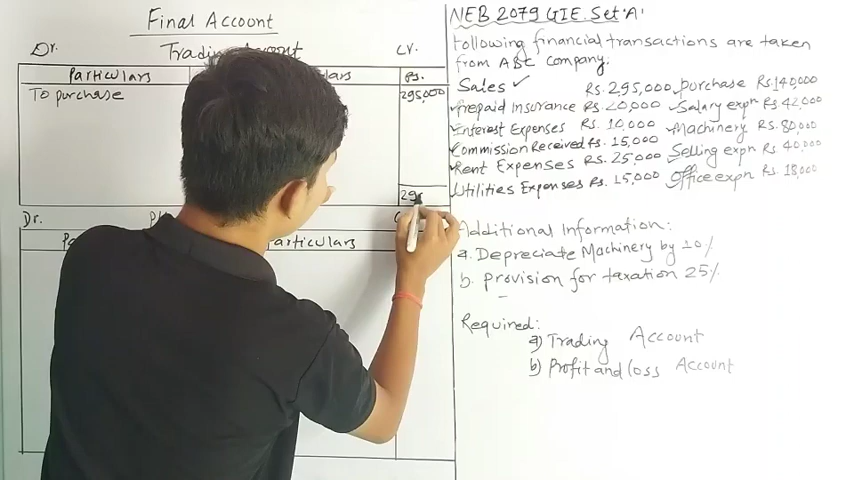 Final Account
Dr.
Trading Account
Cr.
Particulars
Rs.
To purchase
295,000
Dr.
Particulars
NEB 2079 GIE. Set 'A'
Following financial transactions are taken
from ABC company:
Sales ✓ Rs. 295,000 ✓purchase Rs. 140,000
✓Prepaid Insurance Rs. 20,000 ✓Salary expn Rs 42,000
✓Interest Expenses Rs. 10,000 ✓Machinery Rs. 80,000
✓Commission Received Rs. 15,000 ✓Selling expn Rs 40,000
✓Rent Expenses Rs. 25,000 ✓Office expn Rs. 18,000
✓Utilities Expenses Rs. 15,000
Additional Information:
a. Depreciate Machinery by 10%
b. provision for taxation 25%
Required:
a) Trading Account
b) Profit and loss Account